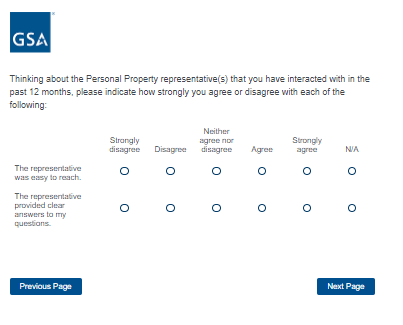 GSA
Thinking about the Personal Property representative(s) that you have interacted with in the
past 12 months, please indicate how strongly you agree or disagree with each of the
following:
Strongly
disagree
Disagree
Neither
agree nor
disagree
Agree
Strongly
agree
N/A
The representative
was easy to reach.
The representative
provided clear
answers to my
questions.
Previous Page
Next Page